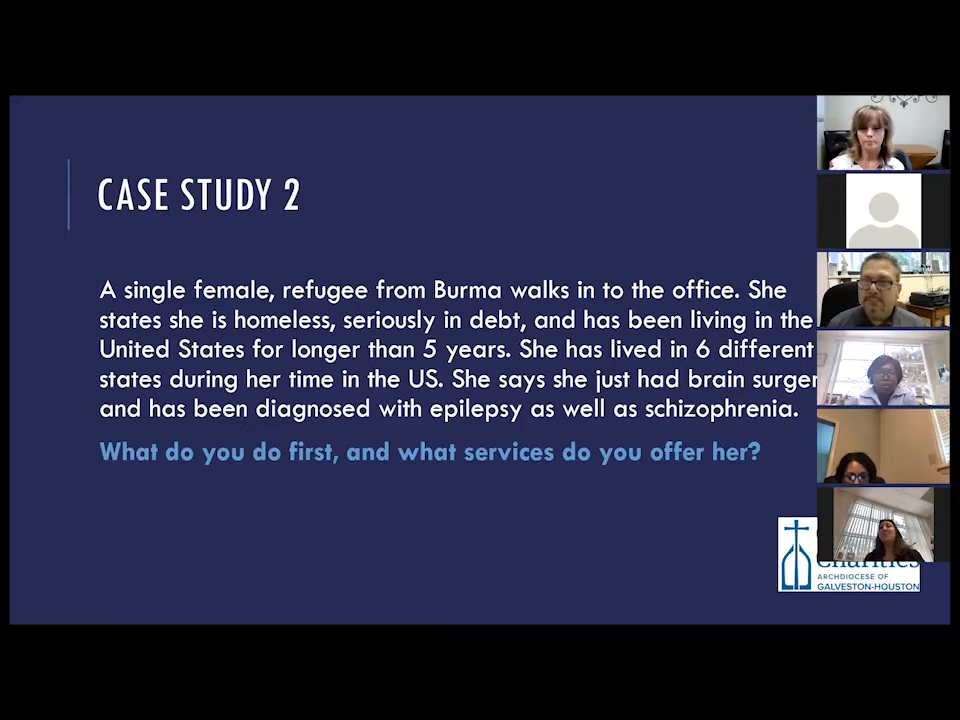 CASE STUDY 2
A single female, refugee from Burma walks in to the office. She
states she is homeless, seriously in debt, and has been living in the
United States for longer than 5 years. She has lived in 6 different
states during her time in the US. She says she just had brain surger
and has been diagnosed with epilepsy as well as schizophrenia.
What do you do first, and what services do you offer her?
Charities
ARCHDIOCESE OF
GALVESTON-HOUSTON